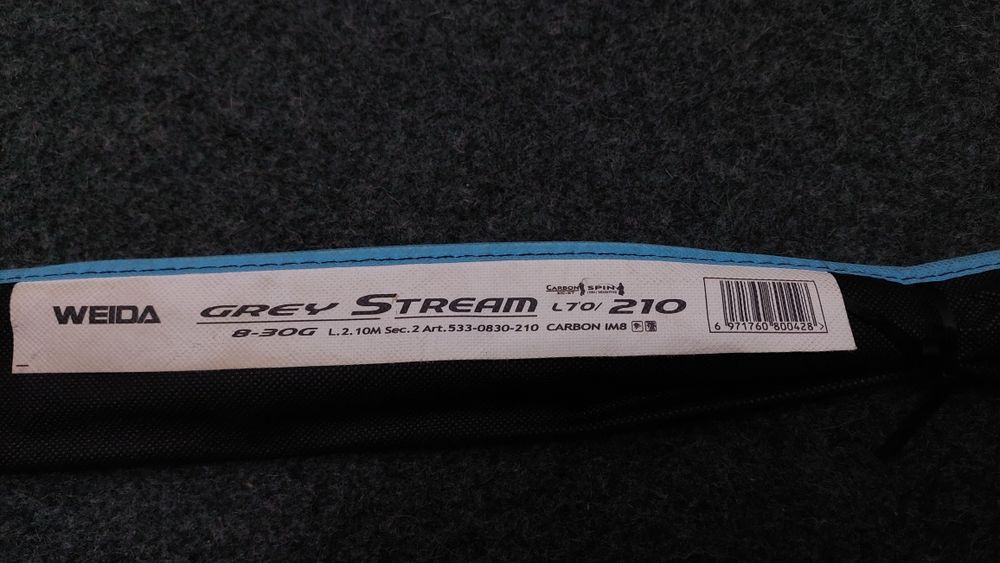 WEIDA
GREY STREAM
CARBON SPIN
L70/ 210
8-30G L.2.10M Sec.2 Art.533-0830-210 CARBON IM8
6 971760 800428 >